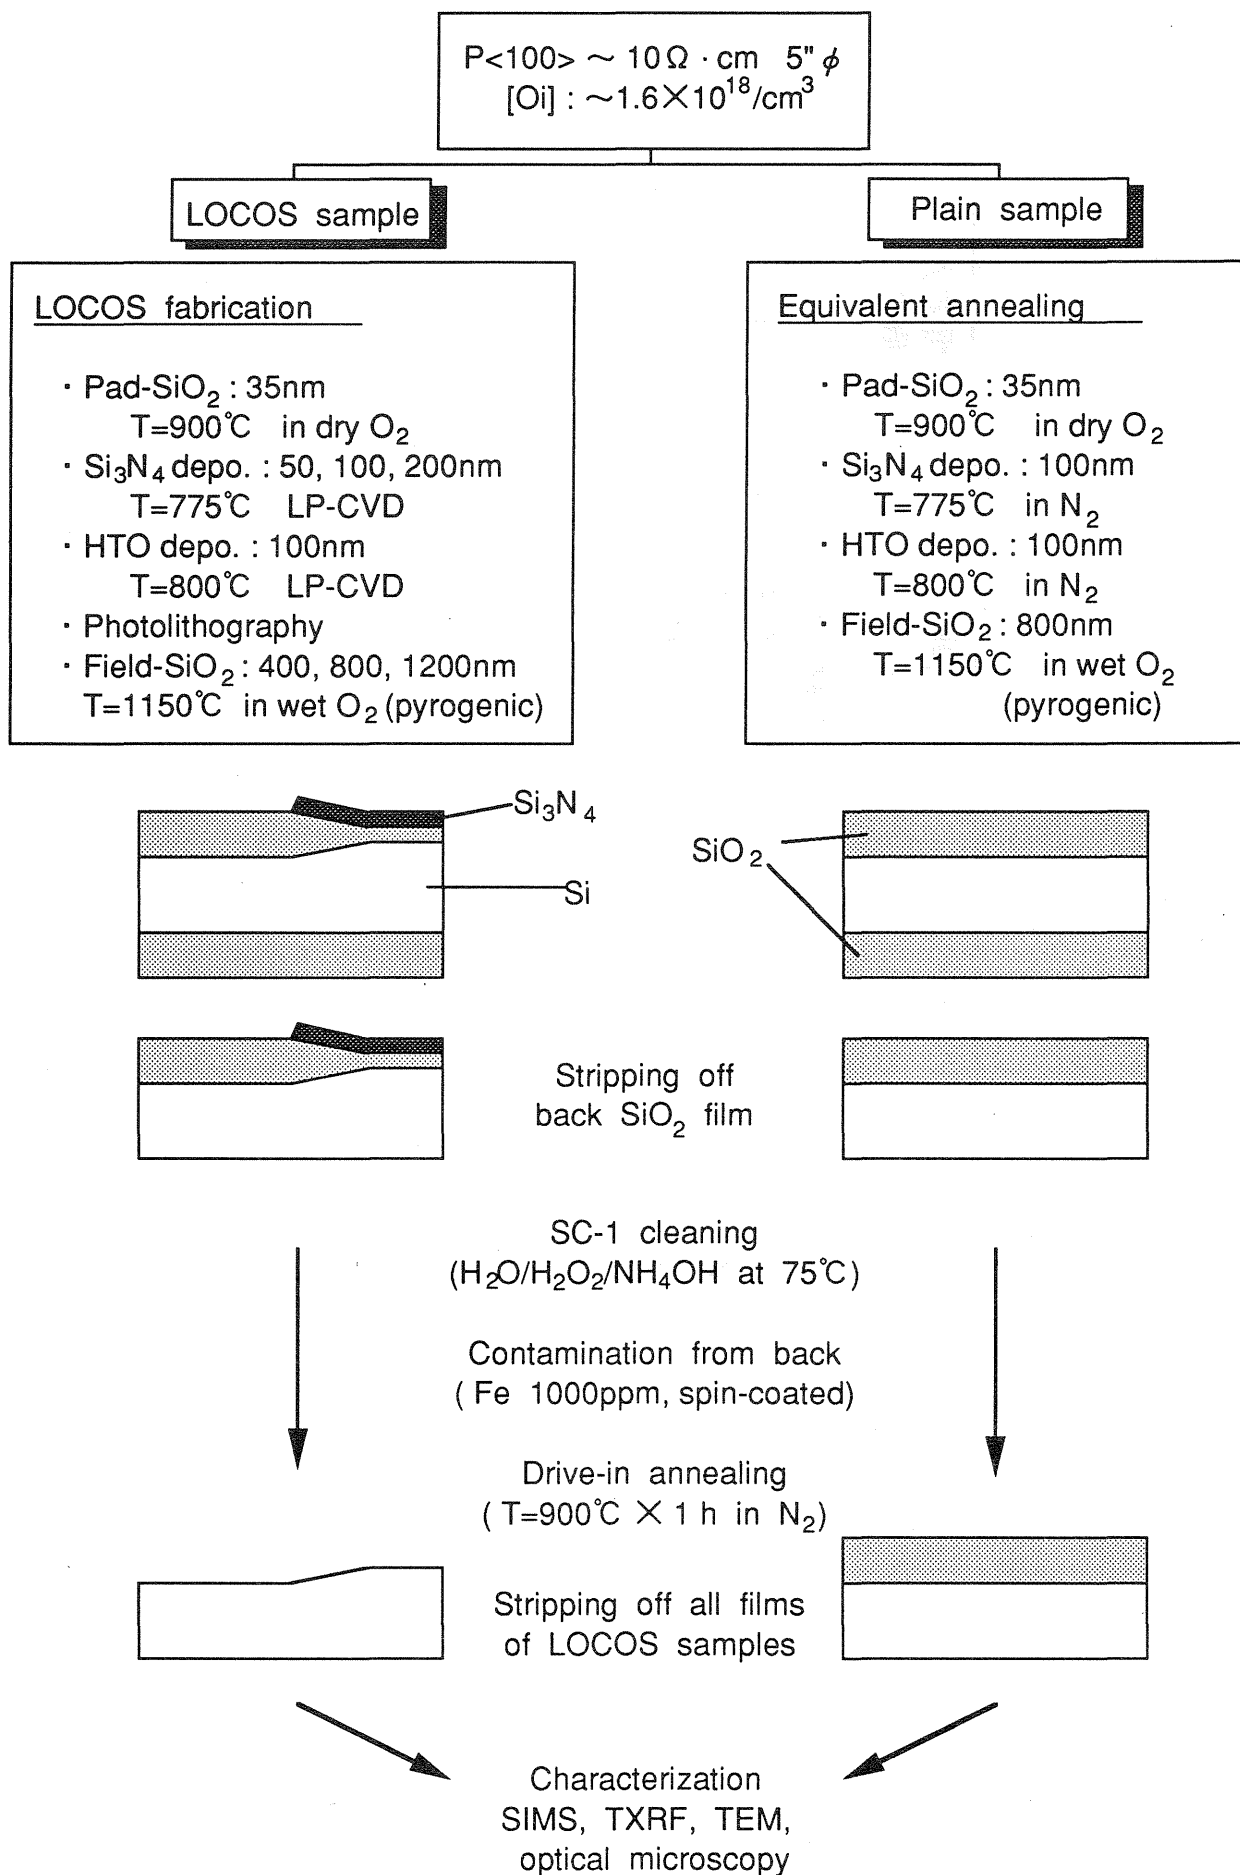 P<100> ~ 10Ω · cm 5" ϕ
[Oi] : ~1.6×10¹⁸/cm³
LOCOS sample
Plain sample
LOCOS fabrication
· Pad-SiO₂ : 35nm
T=900℃ in dry O₂
· Si₃N₄ depo. : 50, 100, 200nm
T=775℃ LP-CVD
· HTO depo. : 100nm
T=800℃ LP-CVD
· Photolithography
· Field-SiO₂ : 400, 800, 1200nm
T=1150℃ in wet O₂ (pyrogenic)
Equivalent annealing
· Pad-SiO₂ : 35nm
T=900℃ in dry O₂
· Si₃N₄ depo. : 100nm
T=775℃ in N₂
· HTO depo. : 100nm
T=800℃ in N₂
· Field-SiO₂ : 800nm
T=1150℃ in wet O₂
(pyrogenic)
Si₃N₄
Si
SiO₂
Stripping off
back SiO₂ film
SC-1 cleaning
(H₂O/H₂O₂/NH₄OH at 75℃)
Contamination from back
( Fe 1000ppm, spin-coated)
Drive-in annealing
( T=900℃ × 1 h in N₂)
Stripping off all films
of LOCOS samples
Characterization
SIMS, TXRF, TEM,
optical microscopy